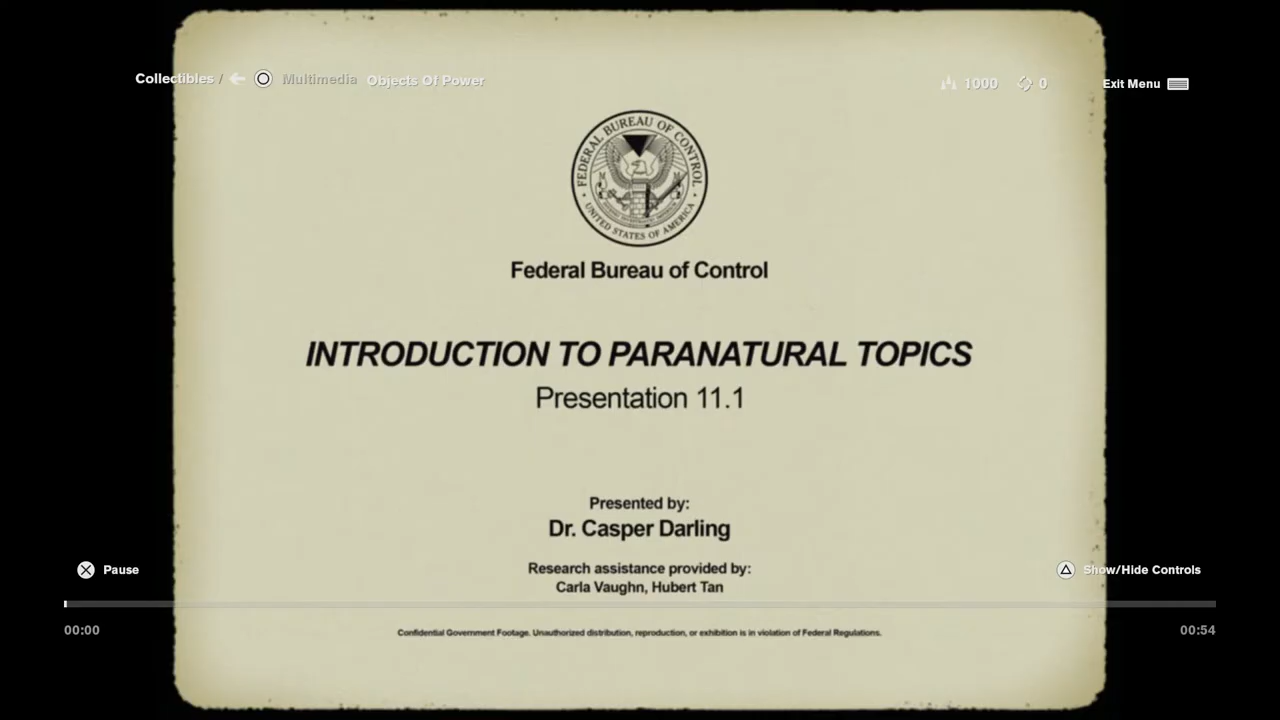 Collectibles / Multimedia Objects Of Power
1000
0
Exit Menu
FEDERAL BUREAU OF CONTROL
UNITED STATES OF AMERICA
Federal Bureau of Control
INTRODUCTION TO PARANATURAL TOPICS
Presentation 11.1
Presented by:
Dr. Casper Darling
Research assistance provided by:
Carla Vaughn, Hubert Tan
Pause
Show/Hide Controls
00:00
00:54
Confidential Government Footage. Unauthorized distribution, reproduction, or exhibition is in violation of Federal Regulations.